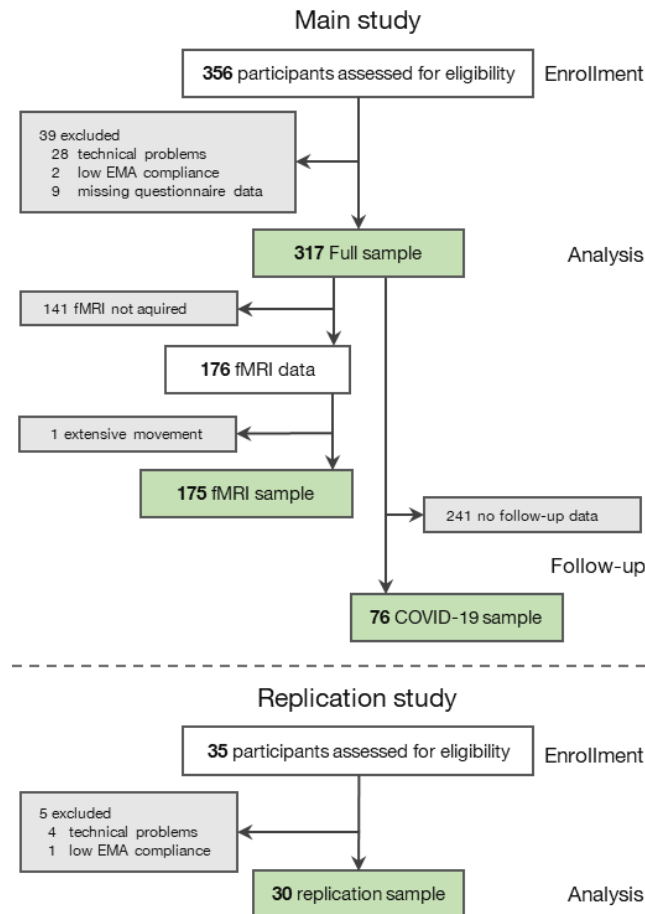 Main study
356 participants assessed for eligibility
Enrollment
39 excluded
28 technical problems
2 low EMA compliance
9 missing questionnaire data
317 Full sample
Analysis
141 fMRI not aquired
176 fMRI data
1 extensive movement
175 fMRI sample
241 no follow-up data
Follow-up
76 COVID-19 sample
Replication study
35 participants assessed for eligibility
Enrollment
5 excluded
4 technical problems
1 low EMA compliance
30 replication sample
Analysis